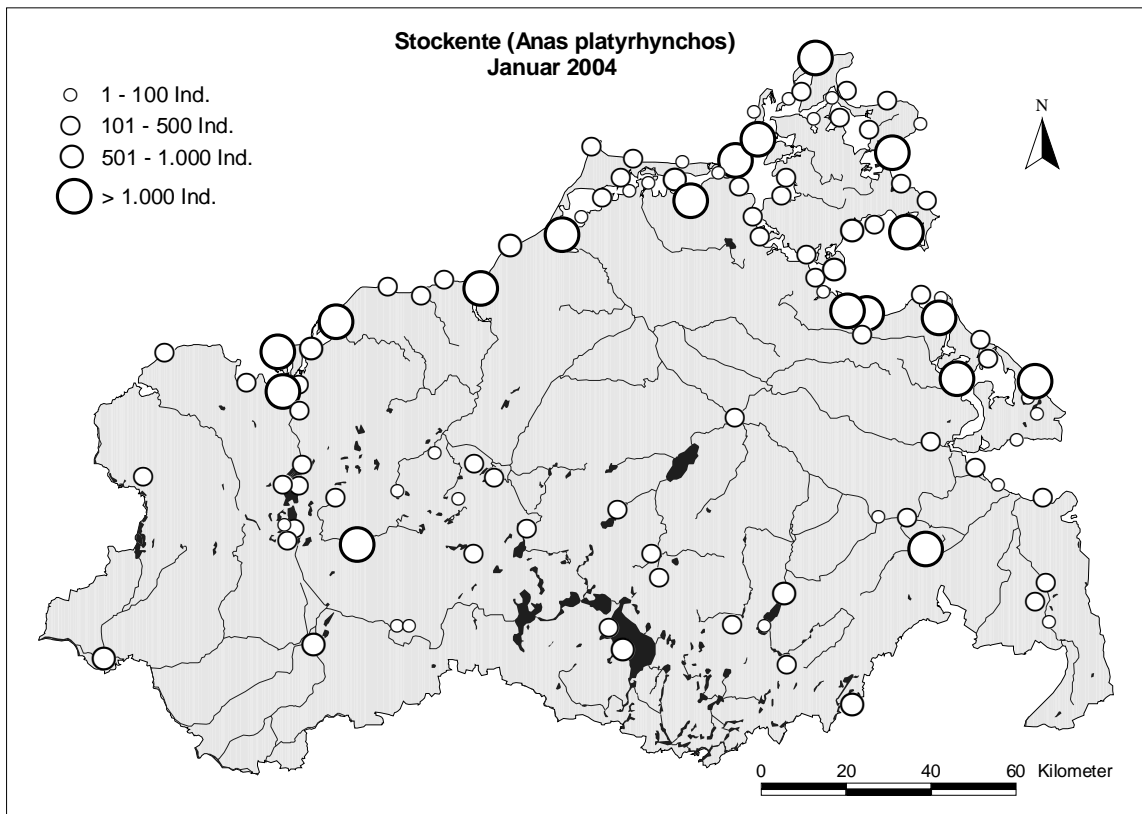 Stockente (Anas platyrhynchos)
Januar 2004
1 - 100 Ind.
101 - 500 Ind.
501 - 1.000 Ind.
> 1.000 Ind.
N
0 20 40 60 Kilometer